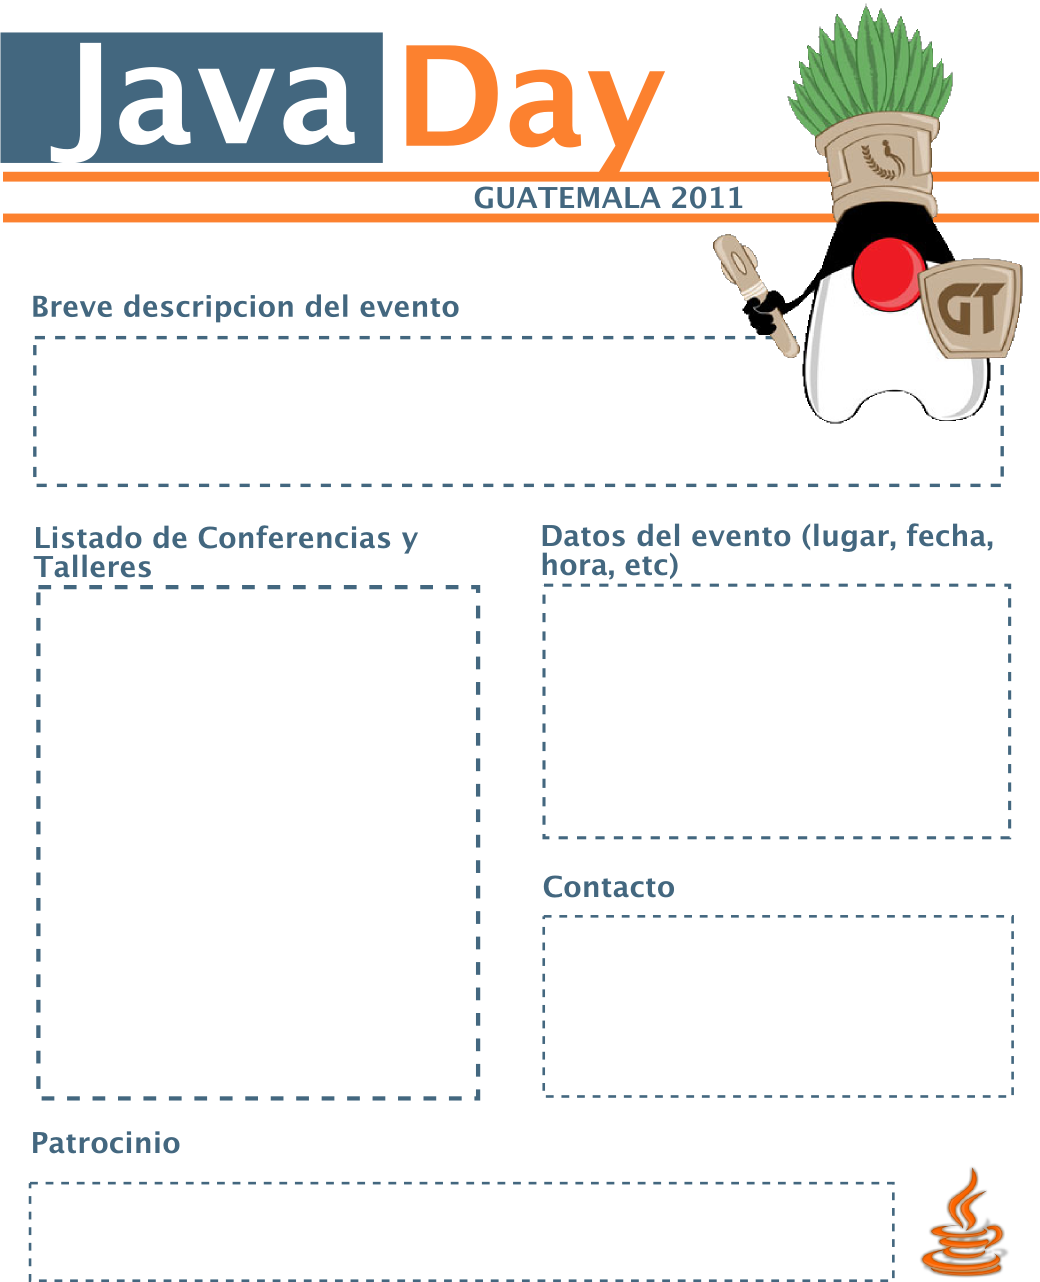 Java Day
GUATEMALA 2011
Breve descripcion del evento
Listado de Conferencias y
Talleres
Datos del evento (lugar, fecha,
hora, etc)
Contacto
Patrocinio
GT